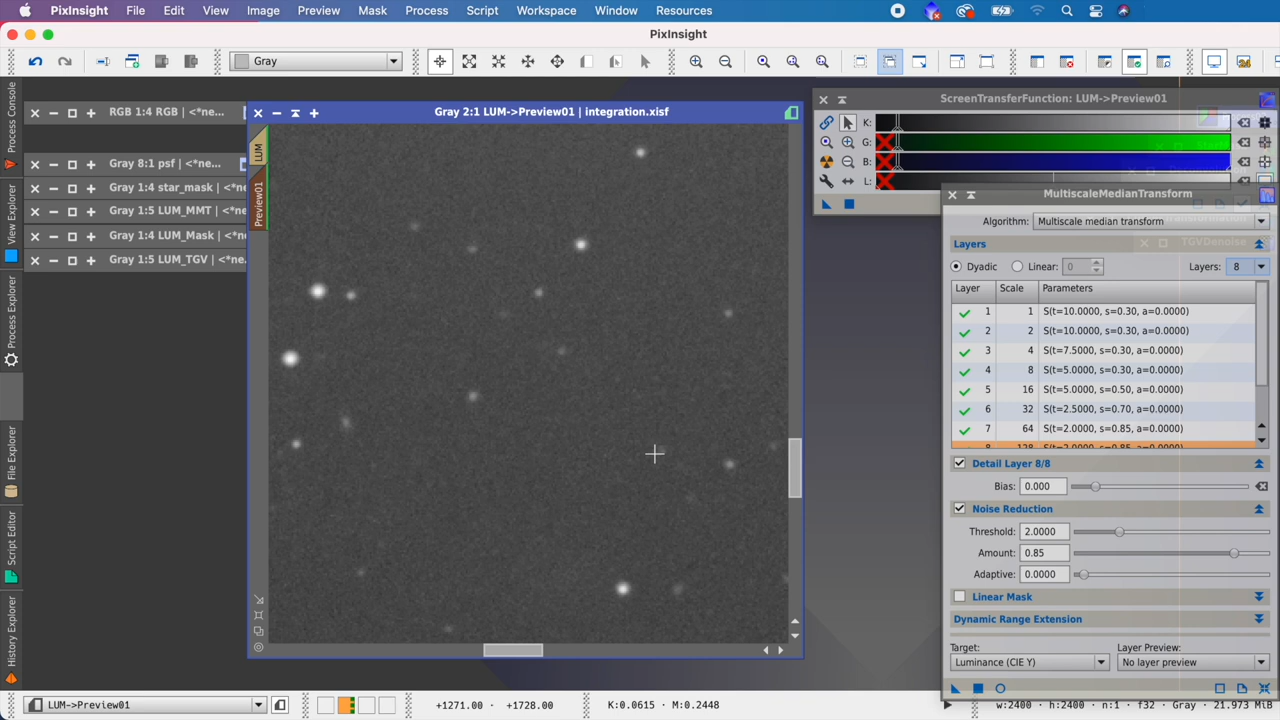 PixInsight File Edit View Image Preview Mask Process Script Workspace Window Resources
PixInsight
Gray
Process Console
View Explorer
Process Explorer
File Explorer
Script Editor
History Explorer
RGB 1:4 RGB | <*ne...
Gray 8:1 psf | <*ne...
Gray 1:4 star_mask | <*ne...
Gray 1:5 LUM_MMT | <*ne...
Gray 1:4 LUM_Mask | <*ne...
Gray 1:5 LUM_TGV | <*ne...
Gray 2:1 LUM->Preview01 | integration.xisf
LUM
Preview01
ScreenTransferFunction: LUM->Preview01
K:
G:
B:
L:
MultiscaleMedianTransform
Algorithm: Multiscale median transform
TGVDenoise
Layers
Dyadic Linear: 0 Layers: 8
Layer Scale Parameters
1 1 S(t=10.0000, s=0.30, a=0.0000)
2 2 S(t=10.0000, s=0.30, a=0.0000)
3 4 S(t=7.5000, s=0.30, a=0.0000)
4 8 S(t=5.0000, s=0.30, a=0.0000)
5 16 S(t=5.0000, s=0.50, a=0.0000)
6 32 S(t=2.5000, s=0.70, a=0.0000)
7 64 S(t=2.0000, s=0.85, a=0.0000)
8 128 S(t=2.0000, s=0.85, a=0.0000)
Detail Layer 8/8
Bias: 0.000
Noise Reduction
Threshold: 2.0000
Amount: 0.85
Adaptive: 0.0000
Linear Mask
Dynamic Range Extension
Target: Layer Preview:
Luminance (CIE Y) No layer preview
LUM->Preview01 +1271.00 +1728.00 K:0.0615 M:0.2448 w:2400 h:2400 n:1 f32 Gray 21.973 MiB